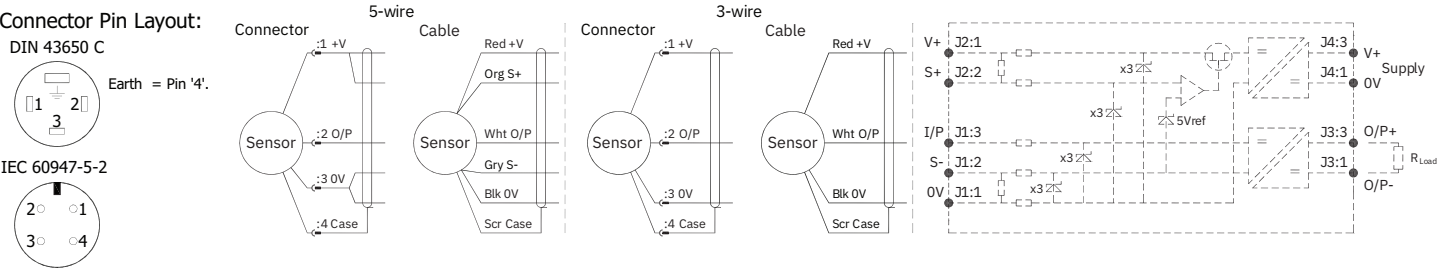 Connector Pin Layout:
DIN 43650 C
1 2
3
Earth = Pin '4'.
IEC 60947-5-2
2 1
3 4
5-wire
Connector
Sensor
:1 +V
:2 O/P
:3 0V
:4 Case
Cable
Sensor
Red +V
Org S+
Wht O/P
Gry S-
Blk 0V
Scr Case
3-wire
Connector
Sensor
:1 +V
:2 O/P
:3 0V
:4 Case
Cable
Sensor
Red +V
Wht O/P
Blk 0V
Scr Case
V+ J2:1
S+ J2:2
I/P J1:3
S- J1:2
0V J1:1
x3
x3
5Vref
x3
x3
J4:3 V+
Supply
J4:1 0V
J3:3 O/P+
RLoad
J3:1
O/P-